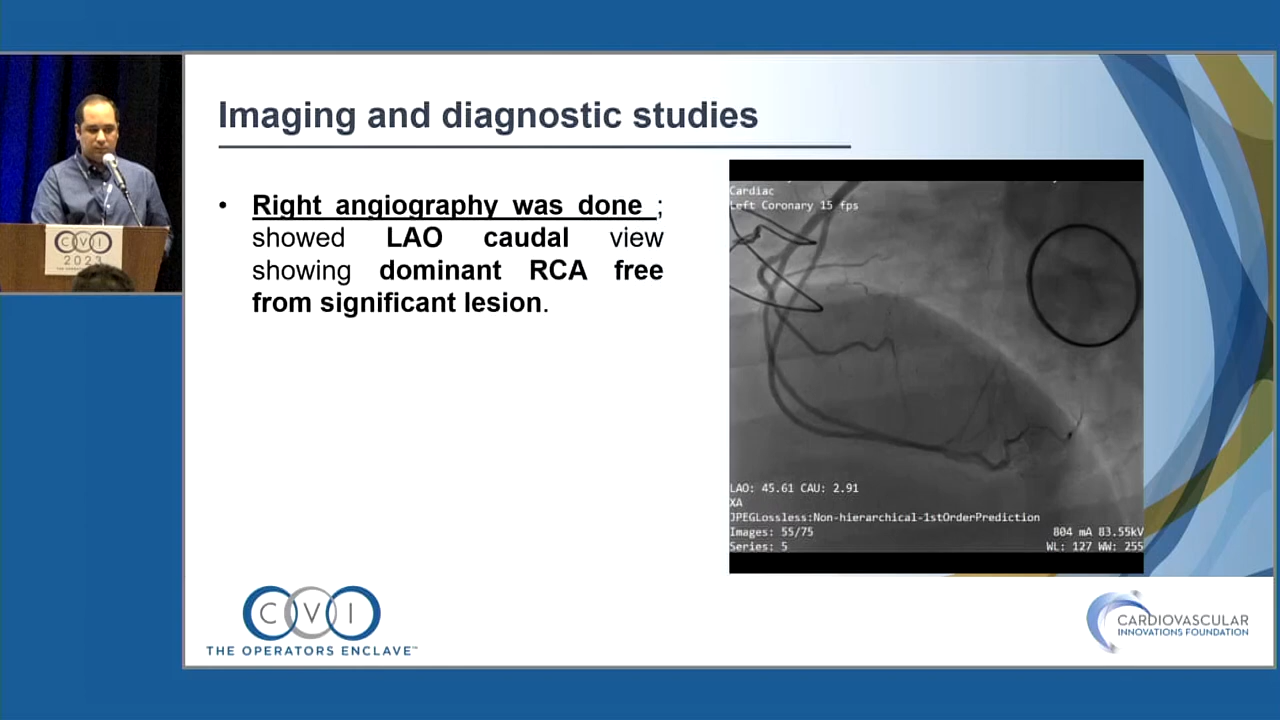 Imaging and diagnostic studies
• Right angiography was done ;
showed LAO caudal view
showing dominant RCA free
from significant lesion.
Cardiac
Left Coronary 15 fps
LAO: 45.61 CAU: 2.91
XA
JPEGLossless:Non-hierarchical-1stOrderPrediction
Images: 55/75
Series: 5
804 mA 83.55kV
WL: 127 WW: 255
CVI
2023
THE OPERATORS
CVI
THE OPERATORS ENCLAVE™
CARDIOVASCULAR
INNOVATIONS FOUNDATION